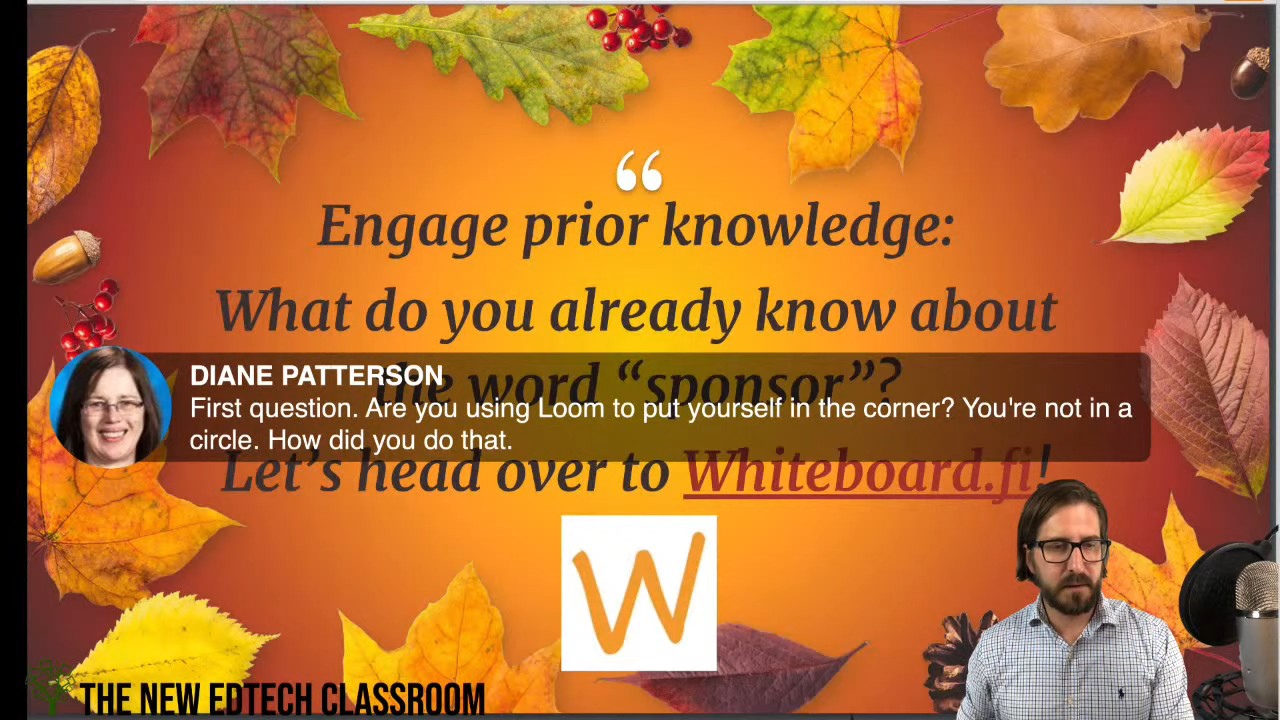 “
Engage prior knowledge:
What do you already know about
the word “sponsor”?
DIANE PATTERSON
First question. Are you using Loom to put yourself in the corner? You're not in a
circle. How did you do that.
Let’s head over to Whiteboard.fi!
W
THE NEW EDTECH CLASSROOM